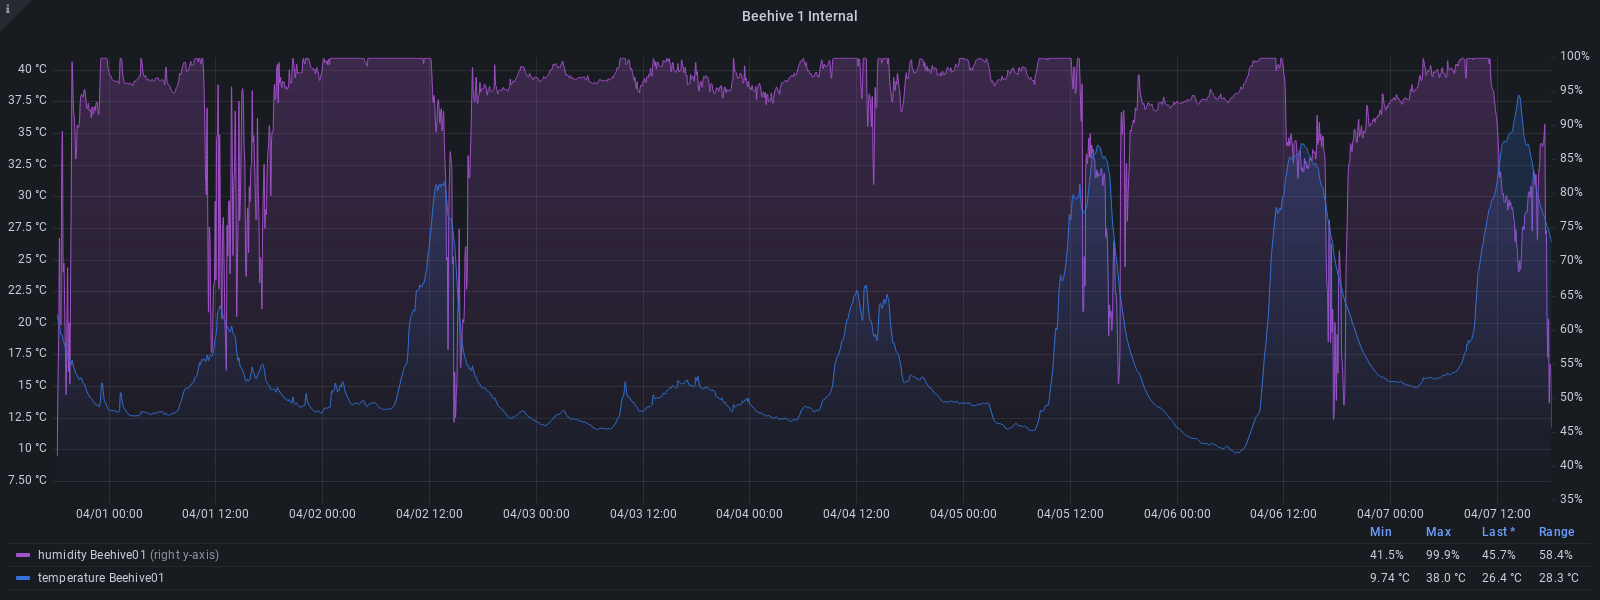 i
Beehive 1 Internal
40 °C
37.5 °C
35 °C
32.5 °C
30 °C
27.5 °C
25 °C
22.5 °C
20 °C
17.5 °C
15 °C
12.5 °C
10 °C
7.50 °C
100%
95%
90%
85%
80%
75%
70%
65%
60%
55%
50%
45%
40%
35%
04/01 00:00 04/01 12:00 04/02 00:00 04/02 12:00 04/03 00:00 04/03 12:00 04/04 00:00 04/04 12:00 04/05 00:00 04/05 12:00 04/06 00:00 04/06 12:00 04/07 00:00 04/07 12:00
Min Max Last * Range
humidity Beehive01 (right y-axis) 41.5% 99.9% 45.7% 58.4%
temperature Beehive01 9.74 °C 38.0 °C 26.4 °C 28.3 °C